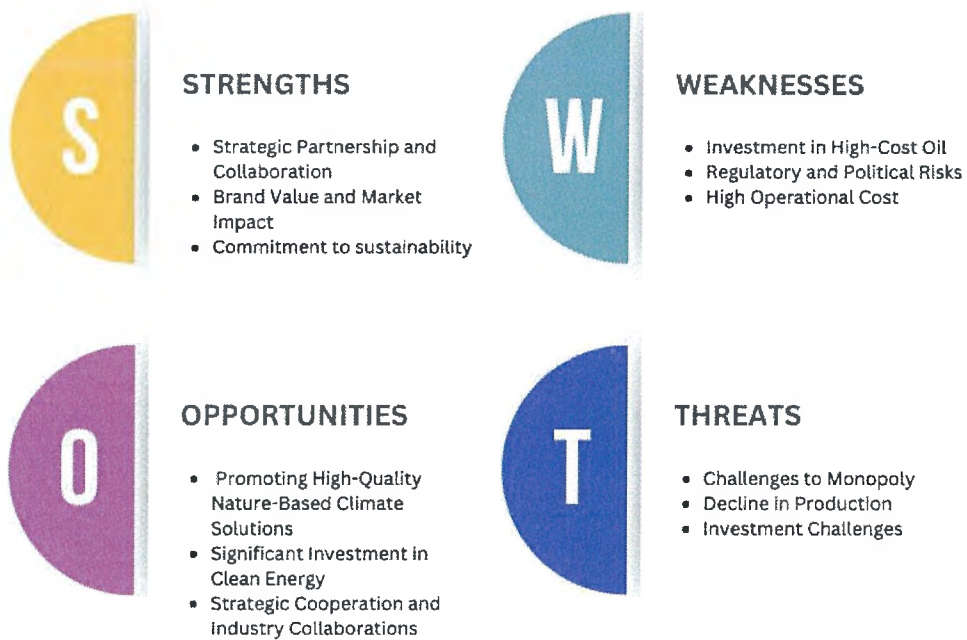 S
STRENGTHS
• Strategic Partnership and
Collaboration
• Brand Value and Market
Impact
• Commitment to sustainability
W
WEAKNESSES
• Investment in High-Cost Oil
• Regulatory and Political Risks
• High Operational Cost
O
OPPORTUNITIES
• Promoting High-Quality
Nature-Based Climate
Solutions
• Significant Investment in
Clean Energy
• Strategic Cooperation and
Industry Collaborations
T
THREATS
• Challenges to Monopoly
• Decline in Production
• Investment Challenges